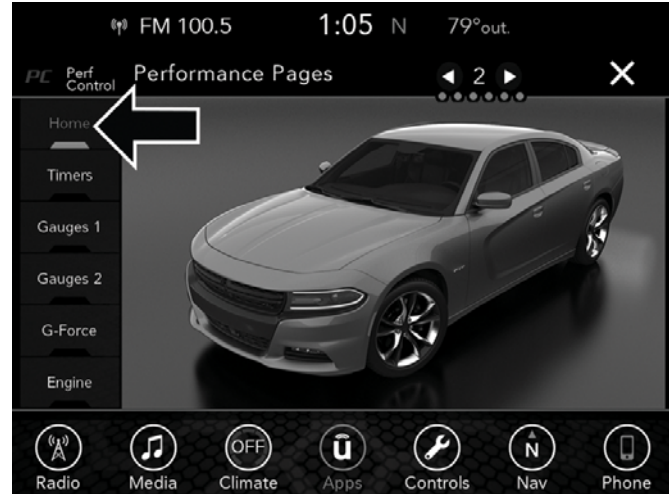 FM 100.5 1:05 N 79°out.
PC Perf Control Performance Pages 2
Home
Timers
Gauges 1
Gauges 2
G-Force
Engine
OFF ū N
Radio Media Climate Apps Controls Nav Phone